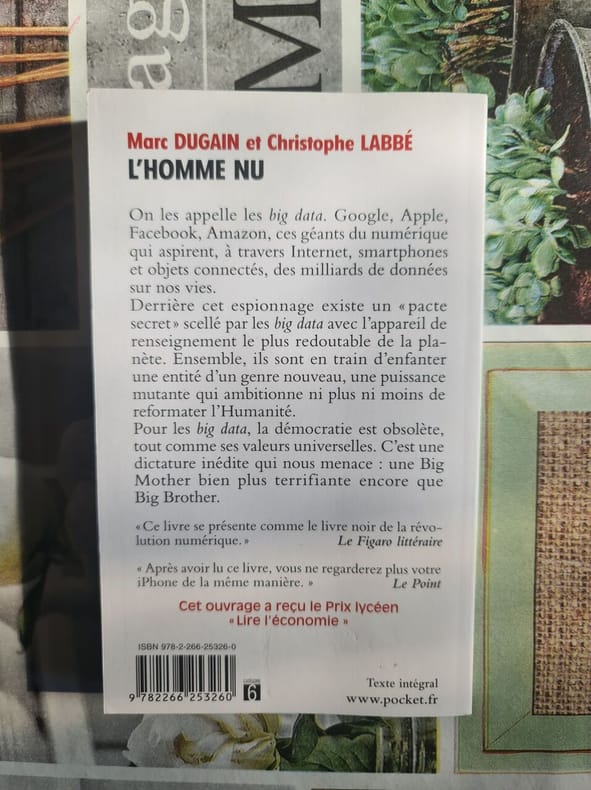 ag
M
Marc DUGAIN et Christophe LABBÉ
L'HOMME NU
On les appelle les big data. Google, Apple,
Facebook, Amazon, ces géants du numérique
qui aspirent, à travers Internet, smartphones
et objets connectés, des milliards de données
sur nos vies.
Derrière cet espionnage existe un « pacte
secret » scellé par les big data avec l'appareil de
renseignement le plus redoutable de la pla-
nète. Ensemble, ils sont en train d'enfanter
une entité d'un genre nouveau, une puissance
mutante qui ambitionne ni plus ni moins de
reformater l'Humanité.
Pour les big data, la démocratie est obsolète,
tout comme ses valeurs universelles. C'est une
dictature inédite qui nous menace : une Big
Mother bien plus terrifiante encore que
Big Brother.
« Ce livre se présente comme le livre noir de la révo-
lution numérique. » Le Figaro littéraire
« Après avoir lu ce livre, vous ne regarderez plus votre
iPhone de la même manière. » Le Point
Cet ouvrage a reçu le Prix lycéen
« Lire l'économie »
ISBN 978-2-266-25326-0
9 782266 253260
6
Texte intégral
www.pocket.fr